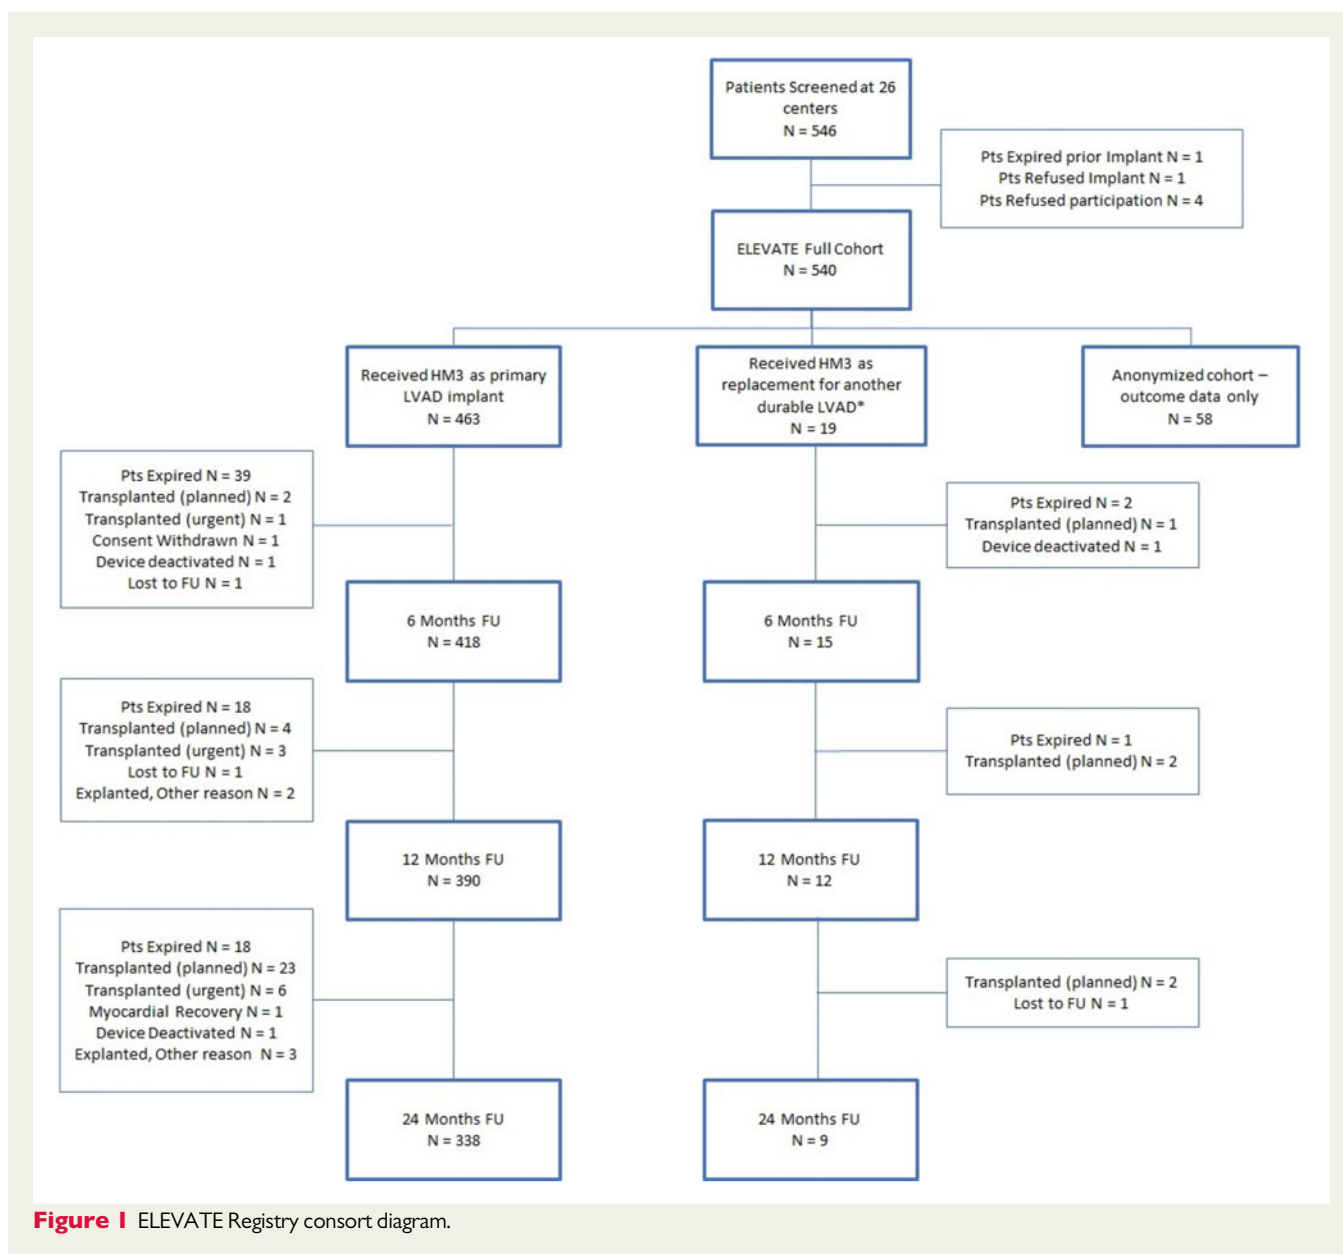 Patients Screened at 26
centers
N = 546
Pts Expired prior Implant N = 1
Pts Refused Implant N = 1
Pts Refused participation N = 4
ELEVATE Full Cohort
N = 540
Received HM3 as primary
LVAD implant
N = 463
Received HM3 as
replacement for another
durable LVAD*
N = 19
Anonymized cohort –
outcome data only
N = 58
Pts Expired N = 39
Transplanted (planned) N = 2
Transplanted (urgent) N = 1
Consent Withdrawn N = 1
Device deactivated N = 1
Lost to FU N = 1
Pts Expired N = 2
Transplanted (planned) N = 1
Device deactivated N = 1
6 Months FU
N = 418
6 Months FU
N = 15
Pts Expired N = 18
Transplanted (planned) N = 4
Transplanted (urgent) N = 3
Lost to FU N = 1
Explanted, Other reason N = 2
Pts Expired N = 1
Transplanted (planned) N = 2
12 Months FU
N = 390
12 Months FU
N = 12
Pts Expired N = 18
Transplanted (planned) N = 23
Transplanted (urgent) N = 6
Myocardial Recovery N = 1
Device Deactivated N = 1
Explanted, Other reason N = 3
Transplanted (planned) N = 2
Lost to FU N = 1
24 Months FU
N = 338
24 Months FU
N = 9
Figure 1 ELEVATE Registry consort diagram.